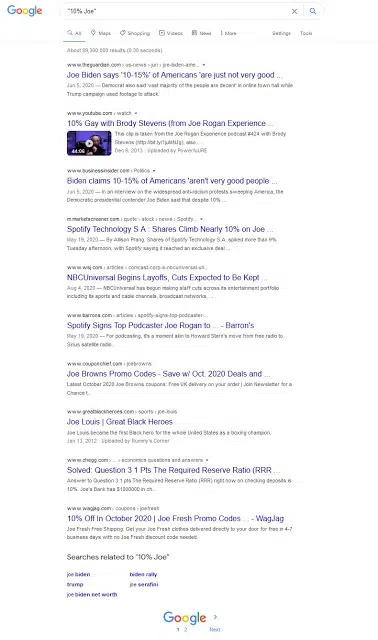 Google
"10% Joe"
All Maps Shopping Videos News More Settings Tools
About 89,300,000 results (0.30 seconds)
www.theguardian.com › us-news › jun › joe-biden-ame...
Joe Biden says '10-15%' of Americans 'are just not very good ...
Jun 5, 2020 — Democrat also said 'vast majority of the people are decent' in online town hall while
Trump campaign used footage to attack.
www.youtube.com › watch
10% Gay with Brody Stevens (from Joe Rogan Experience ...
This clip is taken from the Joe Rogan Experience podcast #424 with Brody
Stevens
44:06
Dec 8, 2013 · Uploaded by PowerfulJRE
www.businessinsider.com › Politics
Biden claims 10-15% of Americans 'aren't very good people ...
Jun 5, 2020 — In an interview on the widespread anti-racism protests sweeping America, the
Democratic presidential contender Joe Biden said that despite 10% ...
m.marketscreener.com › quote › stock › news › Spotify...
Spotify Technology S A : Shares Climb Nearly 10% on Joe ...
May 19, 2020 — By Allison Prang. Shares of Spotify Technology S.A. spiked more than 9%
Tuesday afternoon, with Spotify saying it reached an exclusive deal ...
www.wsj.com › articles › comcast-corp-s-nbcuniversal-un...
NBCUniversal Begins Layoffs, Cuts Expected to Be Kept ...
Aug 4, 2020 — NBCUniversal has begun making staff cuts across its entertainment portfolio
including its sports and cable channels, broadcast networks, ...
www.barrons.com › articles › spotify-signs-top-podcaster-...
Spotify Signs Top Podcaster Joe Rogan to ... - Barron's
May 19, 2020 — For podcasting, it's a moment akin to Howard Stern's move from free radio to
Sirius satellite radio...
www.couponchief.com › joebrowns
Joe Browns Promo Codes - Save w/ Oct. 2020 Deals and ...
Latest October 2020 Joe Browns coupons: Free UK delivery on your order | Join Newsletter for a
Chance t...
www.greatblackheroes.com › sports › joe-louis
Joe Louis | Great Black Heroes
Joe Louis became the first Black hero for the whole United States as a boxing champion.
Jan 13, 2012 · Uploaded by Rummy's Corner
www.chegg.com › ... › economics questions and answers
Solved: Question 3 1 Pts The Required Reserve Ratio (RRR ...
Answer to Question 3 1 pts The Required Reserve Ratio (RRR) right now on checking deposits is
10%. Joe's Bank has $1000000 in ch...
www.wagjag.com › coupons › joefresh
10% Off In October 2020 | Joe Fresh Promo Codes ... - WagJag
Joe Fresh Free Shipping. Get your Joe Fresh clothes delivered directly to your door for free in 4-7
business days with no Joe Fresh discount code needed.
Searches related to "10% Joe"
joe biden biden rally
trump joe serafini
joe biden net worth
Google
1 2 Next